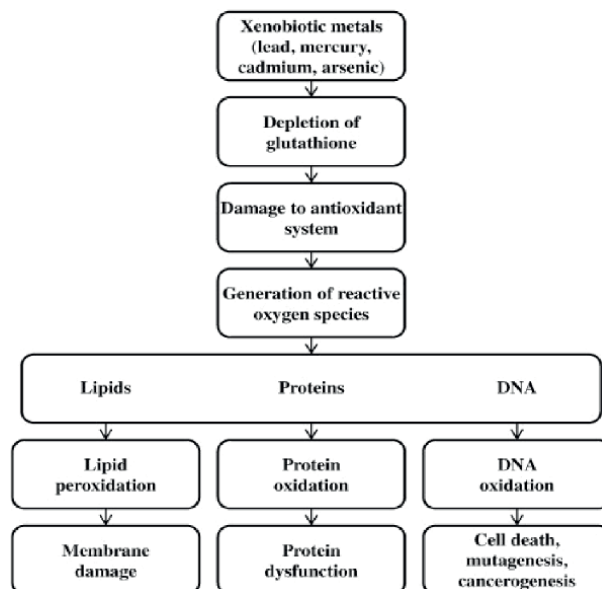 Xenobiotic metals
(lead, mercury,
cadmium, arsenic)
Depletion of
glutathione
Damage to antioxidant
system
Generation of reactive
oxygen species
Lipids
Proteins
DNA
Lipid
peroxidation
Protein
oxidation
DNA
oxidation
Membrane
damage
Protein
dysfunction
Cell death,
mutagenesis,
cancerogenesis